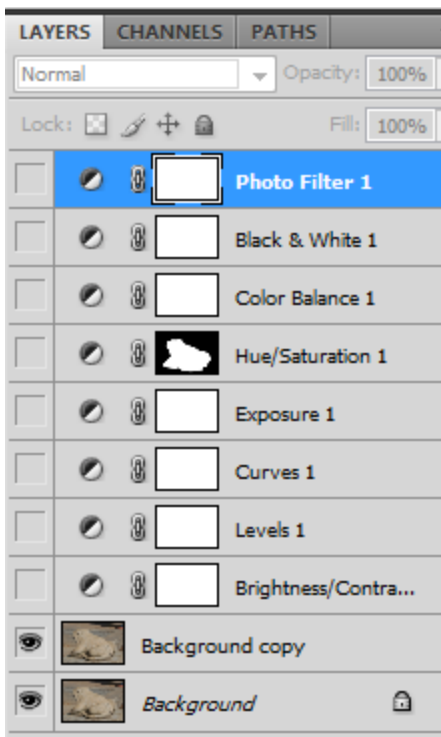 LAYERS CHANNELS PATHS
Normal Opacity: 100%
Lock: Fill: 100%
Photo Filter 1
Black & White 1
Color Balance 1
Hue/Saturation 1
Exposure 1
Curves 1
Levels 1
Brightness/Contra...
Background copy
Background